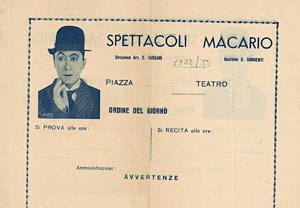 SPETTACOLI MACARIO
Direzione Art. E. FURGAN Gestione E. SORRENTI
1932/33
PIAZZA TEATRO
ORDINE DEL GIORNO
SI PROVA alle ore: SI RECITA alle ore:
Amministrazione:
AVVERTENZE